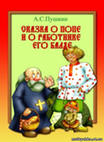 А.С.Пушкин
СКАЗКА О ПОПЕ
И О РАБОТНИКЕ
ЕГО БАЛДЕ